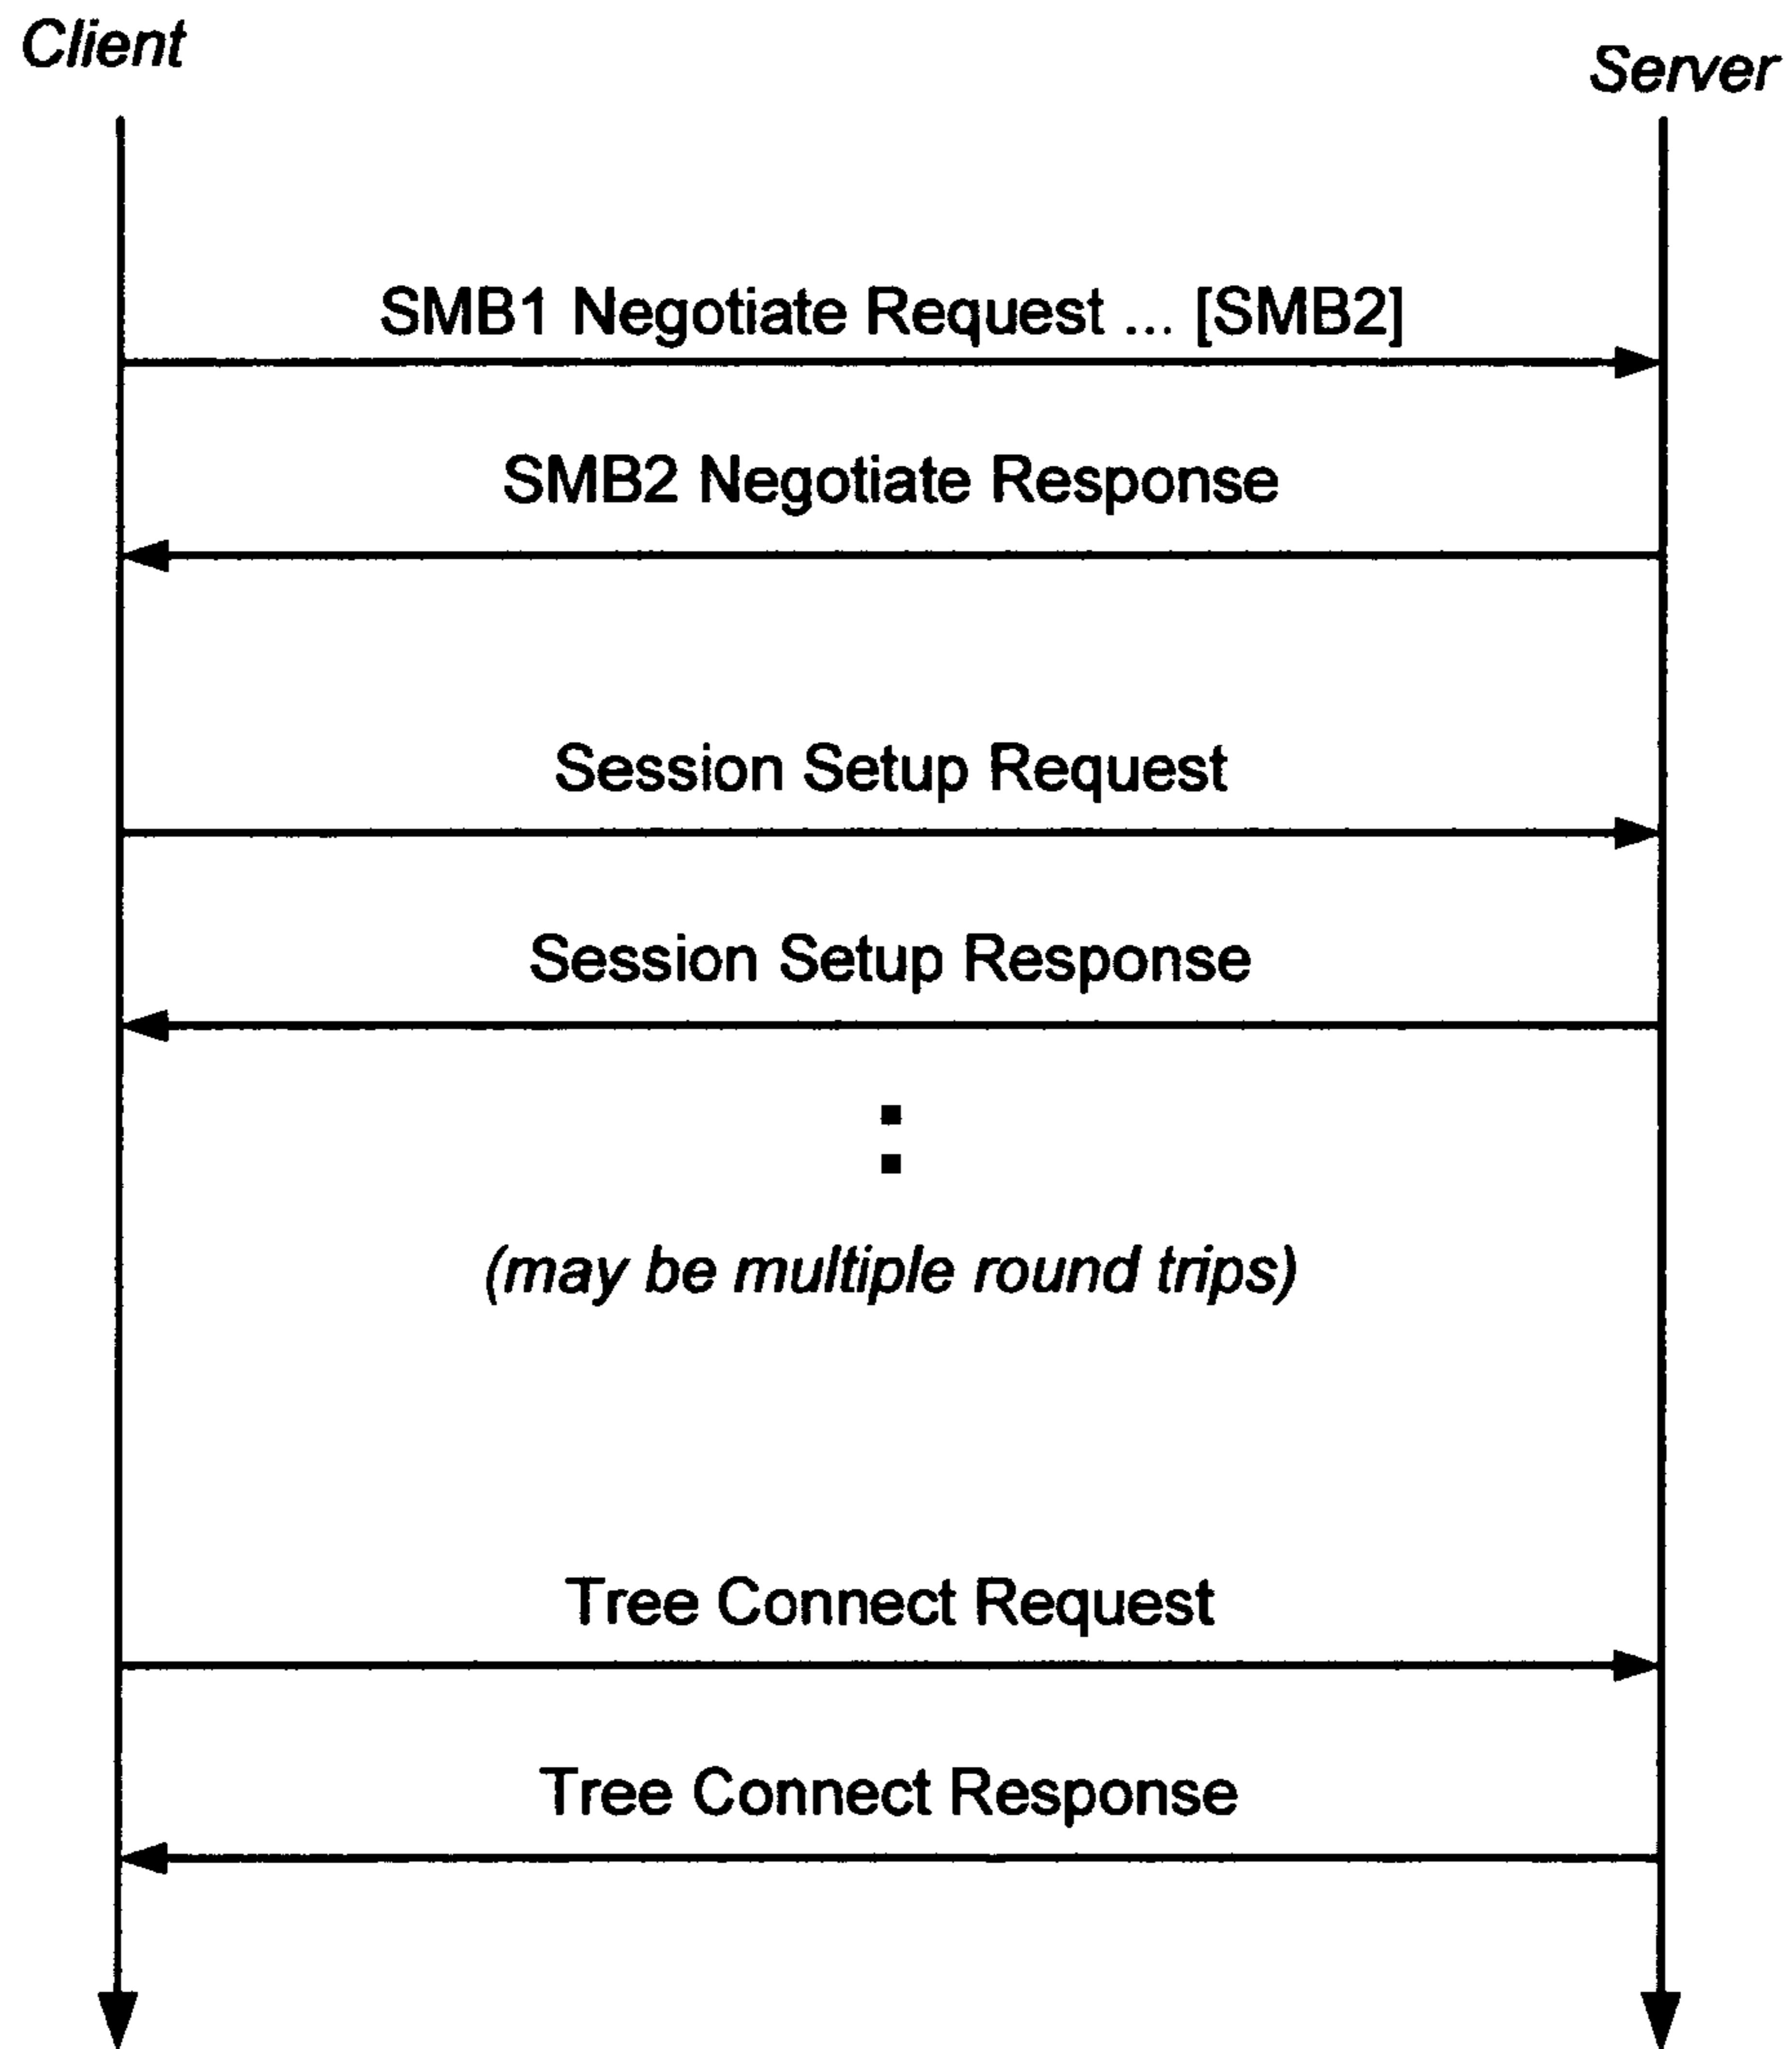 Client
Server
SMB1 Negotiate Request ... [SMB2]
SMB2 Negotiate Response
Session Setup Request
Session Setup Response
:
(may be multiple round trips)
Tree Connect Request
Tree Connect Response